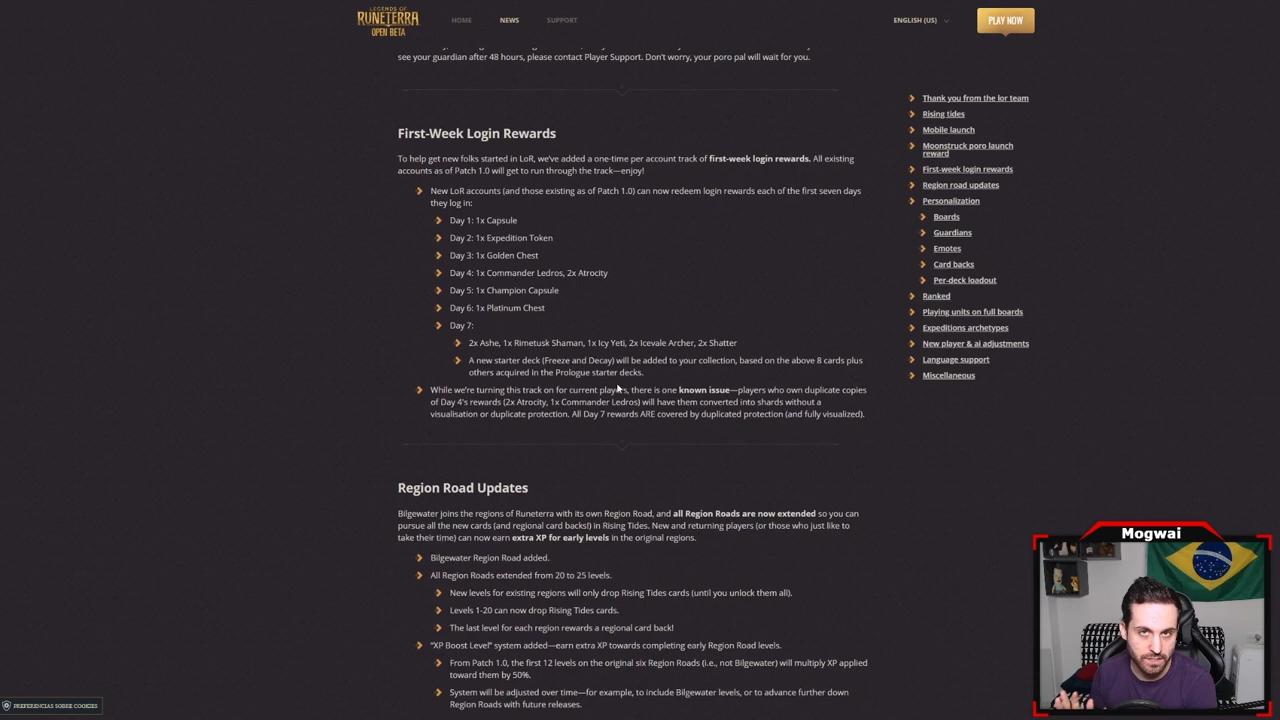 LEGENDS OF
RUNETERRA
OPEN BETA
HOME
NEWS
SUPPORT
ENGLISH (US)
PLAY NOW
see your guardian after 48 hours, please contact Player Support. Don't worry, your poro pal will wait for you.
First-Week Login Rewards
To help get new folks started in LoR, we've added a one-time per account track of first-week login rewards. All existing
accounts as of Patch 1.0 will get to run through the track—enjoy!
New LoR accounts (and those existing as of Patch 1.0) can now redeem login rewards each of the first seven days
they log in:
Day 1: 1x Capsule
Day 2: 1x Expedition Token
Day 3: 1x Golden Chest
Day 4: 1x Commander Ledros, 2x Atrocity
Day 5: 1x Champion Capsule
Day 6: 1x Platinum Chest
Day 7:
2x Ashe, 1x Rimetusk Shaman, 1x Icy Yeti, 2x Icevale Archer, 2x Shatter
A new starter deck (Freeze and Decay) will be added to your collection, based on the above 8 cards plus
others acquired in the Prologue starter decks.
While we're turning this track on for current players, there is one known issue—players who own duplicate copies
of Day 4's rewards (2x Atrocity, 1x Commander Ledros) will have them converted into shards without a
visualisation or duplicate protection. All Day 7 rewards ARE covered by duplicated protection (and fully visualized).
Region Road Updates
Bilgewater joins the regions of Runeterra with its own Region Road, and all Region Roads are now extended so you can
pursue all the new cards (and regional card backs!) in Rising Tides. New and returning players (or those who just like to
take their time) can now earn extra XP for early levels in the original regions.
Bilgewater Region Road added.
All Region Roads extended from 20 to 25 levels.
New levels for existing regions will only drop Rising Tides cards (until you unlock them all).
Levels 1-20 can now drop Rising Tides cards.
The last level for each region rewards a regional card back!
"XP Boost Level" system added—earn extra XP towards completing early Region Road levels.
From Patch 1.0, the first 12 levels on the original six Region Roads (i.e., not Bilgewater) will multiply XP applied
toward them by 50%.
System will be adjusted over time—for example, to include Bilgewater levels, or to advance further down
Region Roads with future releases.
Thank you from the lor team
Rising tides
Mobile launch
Moonstruck poro launch
reward
First-week login rewards
Region road updates
Personalization
Boards
Guardians
Emotes
Card backs
Per-deck loadout
Ranked
Playing units on full boards
Expeditions archetypes
New player & ai adjustments
Language support
Miscellaneous
Mogwai
PREFERÊNCIAS SOBRE COOKIES